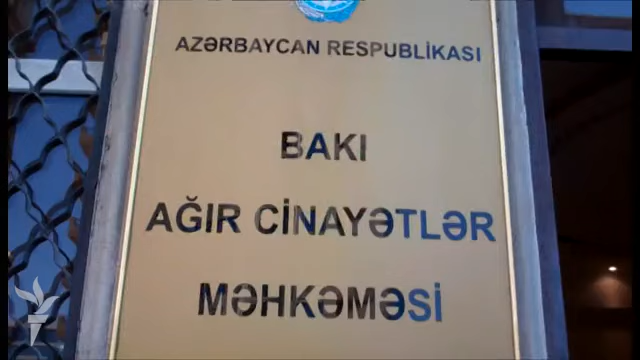 AZƏRBAYCAN RESPUBLİKASI
BAKI
AĞIR CİNAYƏTLƏR
MƏHKƏMƏSİ